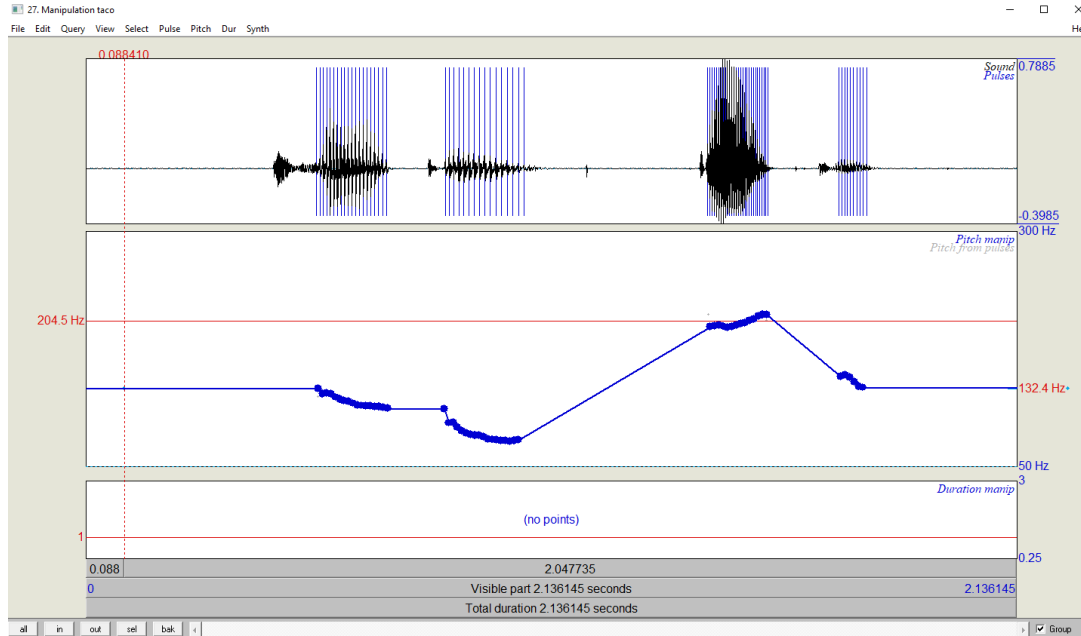 27. Manipulation taco
File Edit Query View Select Pulse Pitch Dur Synth He
0.088410
Sound 0.7885
Pulses
-0.3985
300 Hz
Pitch manip
Pitch from pulses
204.5 Hz
132.4 Hz
50 Hz
3
Duration manip
(no points)
1
0.25
0.088 2.047735
0 Visible part 2.136145 seconds 2.136145
Total duration 2.136145 seconds
all in out sel bak Group